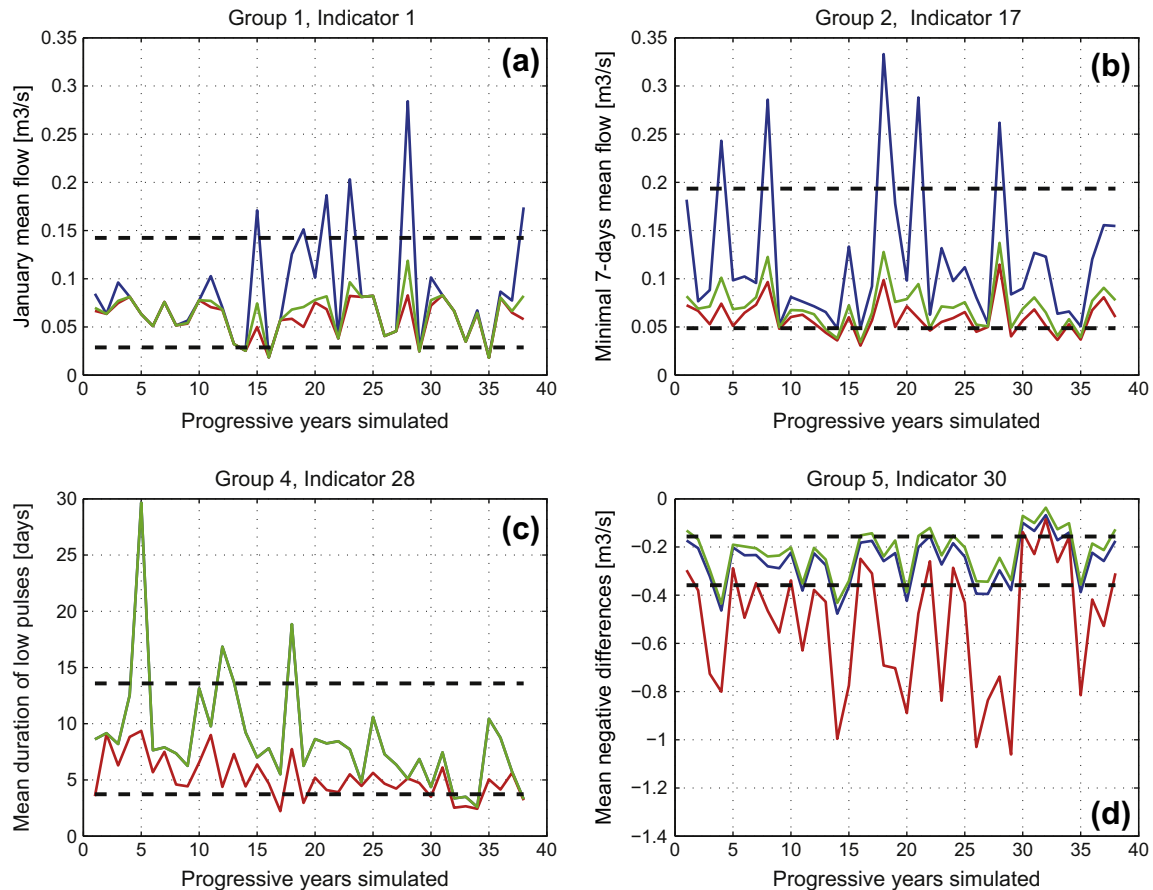 Group 1, Indicator 1
(a)
January mean flow [m3/s]
0.35
0.3
0.25
0.2
0.15
0.1
0.05
0
0 5 10 15 20 25 30 35 40
Progressive years simulated
Group 2, Indicator 17
(b)
Minimal 7-days mean flow [m3/s]
0.35
0.3
0.25
0.2
0.15
0.1
0.05
0
0 5 10 15 20 25 30 35 40
Progressive years simulated
Group 4, Indicator 28
(c)
Mean duration of low pulses [days]
30
25
20
15
10
5
0
0 5 10 15 20 25 30 35 40
Progressive years simulated
Group 5, Indicator 30
(d)
Mean negative differences [m3/s]
0
−0.2
−0.4
−0.6
−0.8
−1
−1.2
−1.4
0 5 10 15 20 25 30 35 40
Progressive years simulated